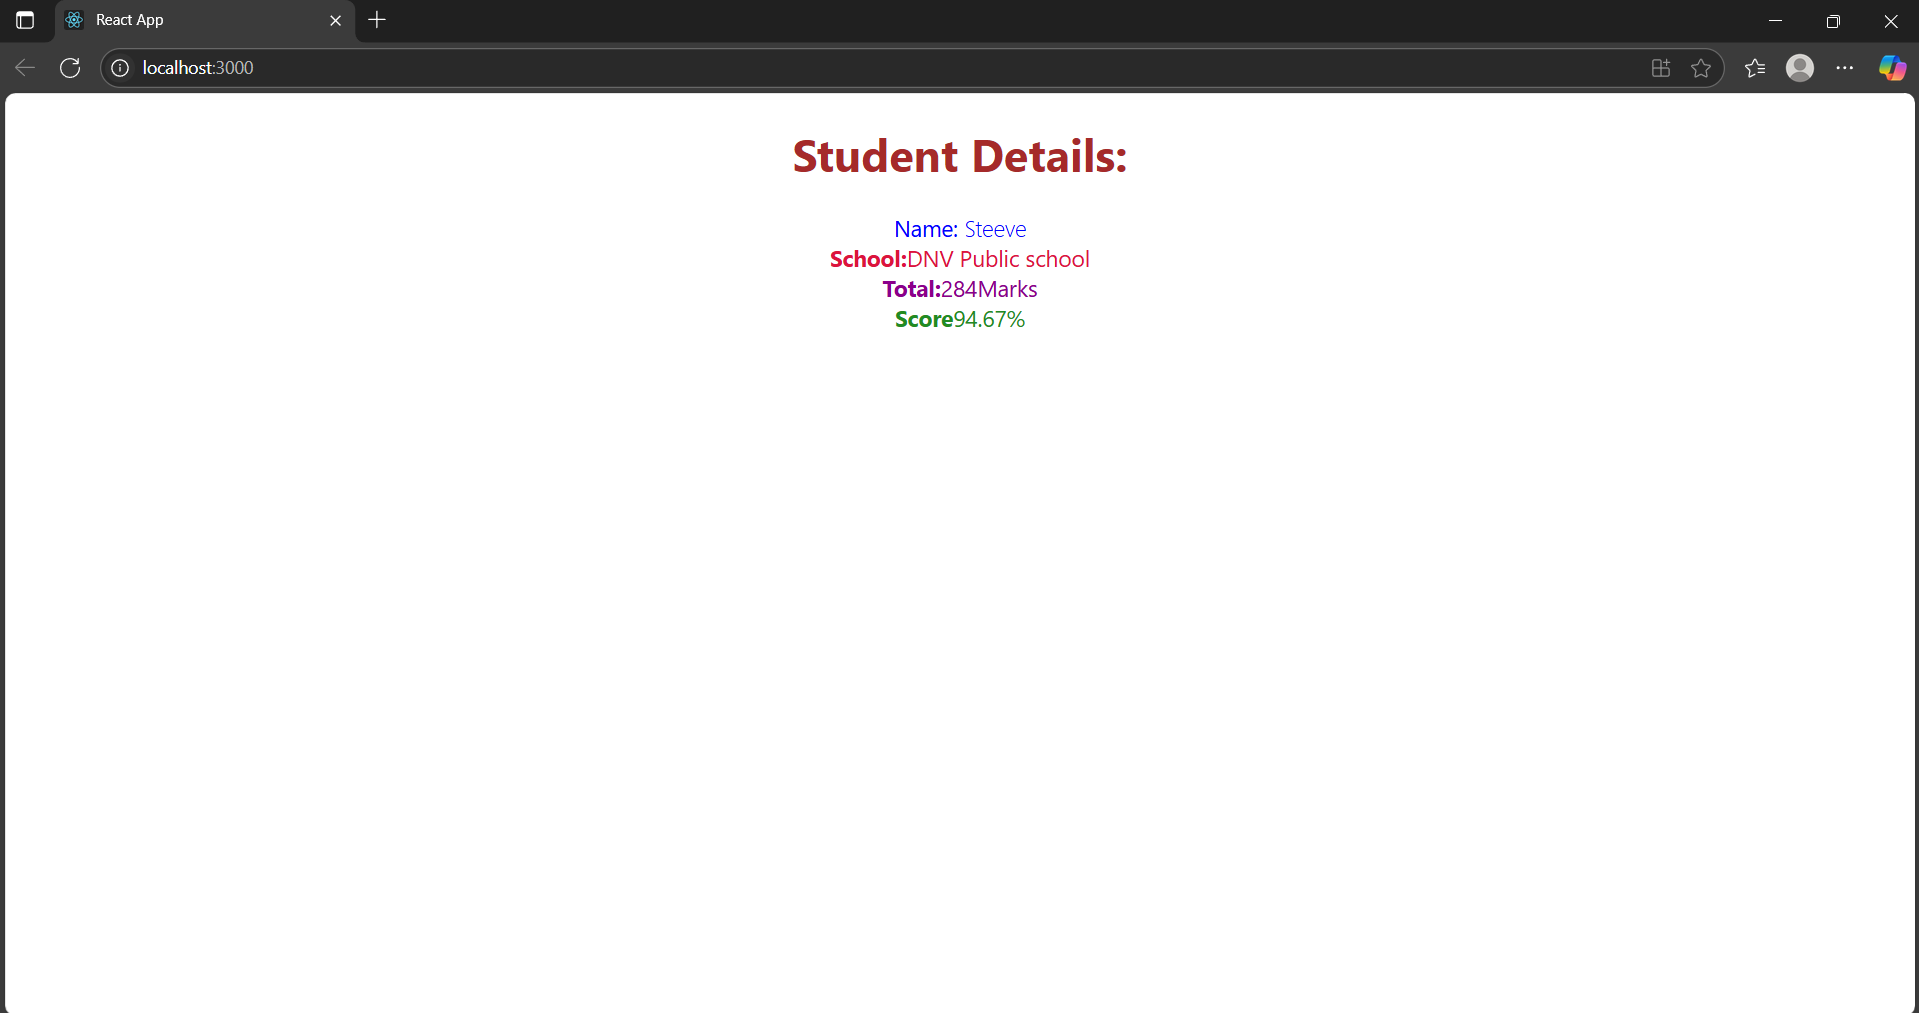 React App
localhost:3000
Student Details:
Name: Steeve
School:DNV Public school
Total:284Marks
Score94.67%